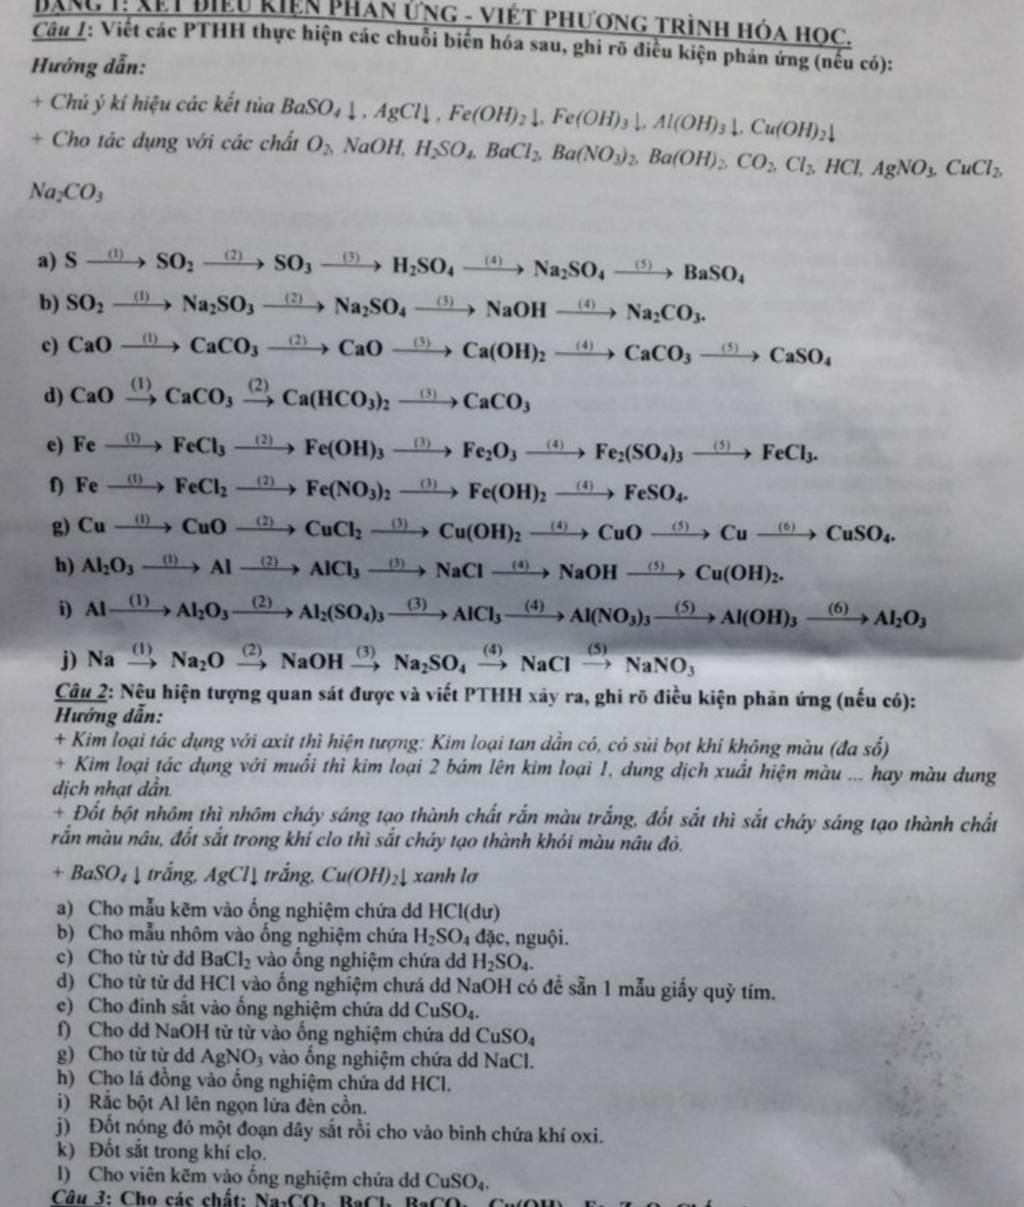 DẠNG 1: XÉT ĐIỀU KIỆN PHẢN ỨNG - VIẾT PHƯƠNG TRÌNH HÓA HỌC.
Câu 1: Viết các PTHH thực hiện các chuỗi biến hóa sau, ghi rõ điều kiện phản ứng (nếu có):
Hướng dẫn:
+ Chú ý kí hiệu các kết tủa BaSO₄ ↓, AgCl↓, Fe(OH)₂ ↓, Fe(OH)₃ ↓, Al(OH)₃ ↓, Cu(OH)₂↓
+ Cho tác dụng với các chất O₂, NaOH, H₂SO₄, BaCl₂, Ba(NO₃)₂, Ba(OH)₂, CO₂, Cl₂, HCl, AgNO₃, CuCl₂,
Na₂CO₃
a) S —(1)→ SO₂ —(2)→ SO₃ —(3)→ H₂SO₄ —(4)→ Na₂SO₄ —(5)→ BaSO₄
b) SO₂ —(1)→ Na₂SO₃ —(2)→ Na₂SO₄ —(3)→ NaOH —(4)→ Na₂CO₃.
c) CaO —(1)→ CaCO₃ —(2)→ CaO —(3)→ Ca(OH)₂ —(4)→ CaCO₃ —(5)→ CaSO₄
d) CaO —(1)→ CaCO₃ —(2)→ Ca(HCO₃)₂ —(3)→ CaCO₃
e) Fe —(1)→ FeCl₃ —(2)→ Fe(OH)₃ —(3)→ Fe₂O₃ —(4)→ Fe₂(SO₄)₃ —(5)→ FeCl₃.
f) Fe —(1)→ FeCl₂ —(2)→ Fe(NO₃)₂ —(3)→ Fe(OH)₂ —(4)→ FeSO₄.
g) Cu —(1)→ CuO —(2)→ CuCl₂ —(3)→ Cu(OH)₂ —(4)→ CuO —(5)→ Cu —(6)→ CuSO₄.
h) Al₂O₃ —(1)→ Al —(2)→ AlCl₃ —(3)→ NaCl —(4)→ NaOH —(5)→ Cu(OH)₂.
i) Al —(1)→ Al₂O₃ —(2)→ Al₂(SO₄)₃ —(3)→ AlCl₃ —(4)→ Al(NO₃)₃ —(5)→ Al(OH)₃ —(6)→ Al₂O₃
j) Na —(1)→ Na₂O —(2)→ NaOH —(3)→ Na₂SO₄ —(4)→ NaCl —(5)→ NaNO₃
Câu 2: Nêu hiện tượng quan sát được và viết PTHH xảy ra, ghi rõ điều kiện phản ứng (nếu có):
Hướng dẫn:
+ Kim loại tác dụng với axit thì hiện tượng: Kim loại tan dần có, có sủi bọt khí không màu (đa số)
+ Kim loại tác dụng với muối thì kim loại 2 bám lên kim loại 1, dung dịch xuất hiện màu ... hay màu dung
dịch nhạt dần.
+ Đốt bột nhôm thì nhôm cháy sáng tạo thành chất rắn màu trắng, đốt sắt thì sắt cháy sáng tạo thành chất
rắn màu nâu, đốt sắt trong khí clo thì sắt cháy tạo thành khói màu nâu đỏ.
+ BaSO₄ ↓ trắng, AgCl↓ trắng, Cu(OH)₂↓ xanh lơ
a) Cho mẫu kẽm vào ống nghiệm chứa dd HCl(dư)
b) Cho mẫu nhôm vào ống nghiệm chứa H₂SO₄ đặc, nguội.
c) Cho từ từ dd BaCl₂ vào ống nghiệm chứa dd H₂SO₄.
d) Cho từ từ dd HCl vào ống nghiệm chưá dd NaOH có để sẵn 1 mẫu giấy quỳ tím.
e) Cho đinh sắt vào ống nghiệm chứa dd CuSO₄.
f) Cho dd NaOH từ từ vào ống nghiệm chứa dd CuSO₄
g) Cho từ từ dd AgNO₃ vào ống nghiệm chứa dd NaCl.
h) Cho lá đồng vào ống nghiệm chứa dd HCl.
i) Rắc bột Al lên ngọn lửa đèn cồn.
j) Đốt nóng đỏ một đoạn dây sắt rồi cho vào bình chứa khí oxi.
k) Đốt sắt trong khí clo.
l) Cho viên kẽm vào ống nghiệm chứa dd CuSO₄.
Câu 3: Cho các chất: Na₂CO₃, BaCl₂, BaCO₃,